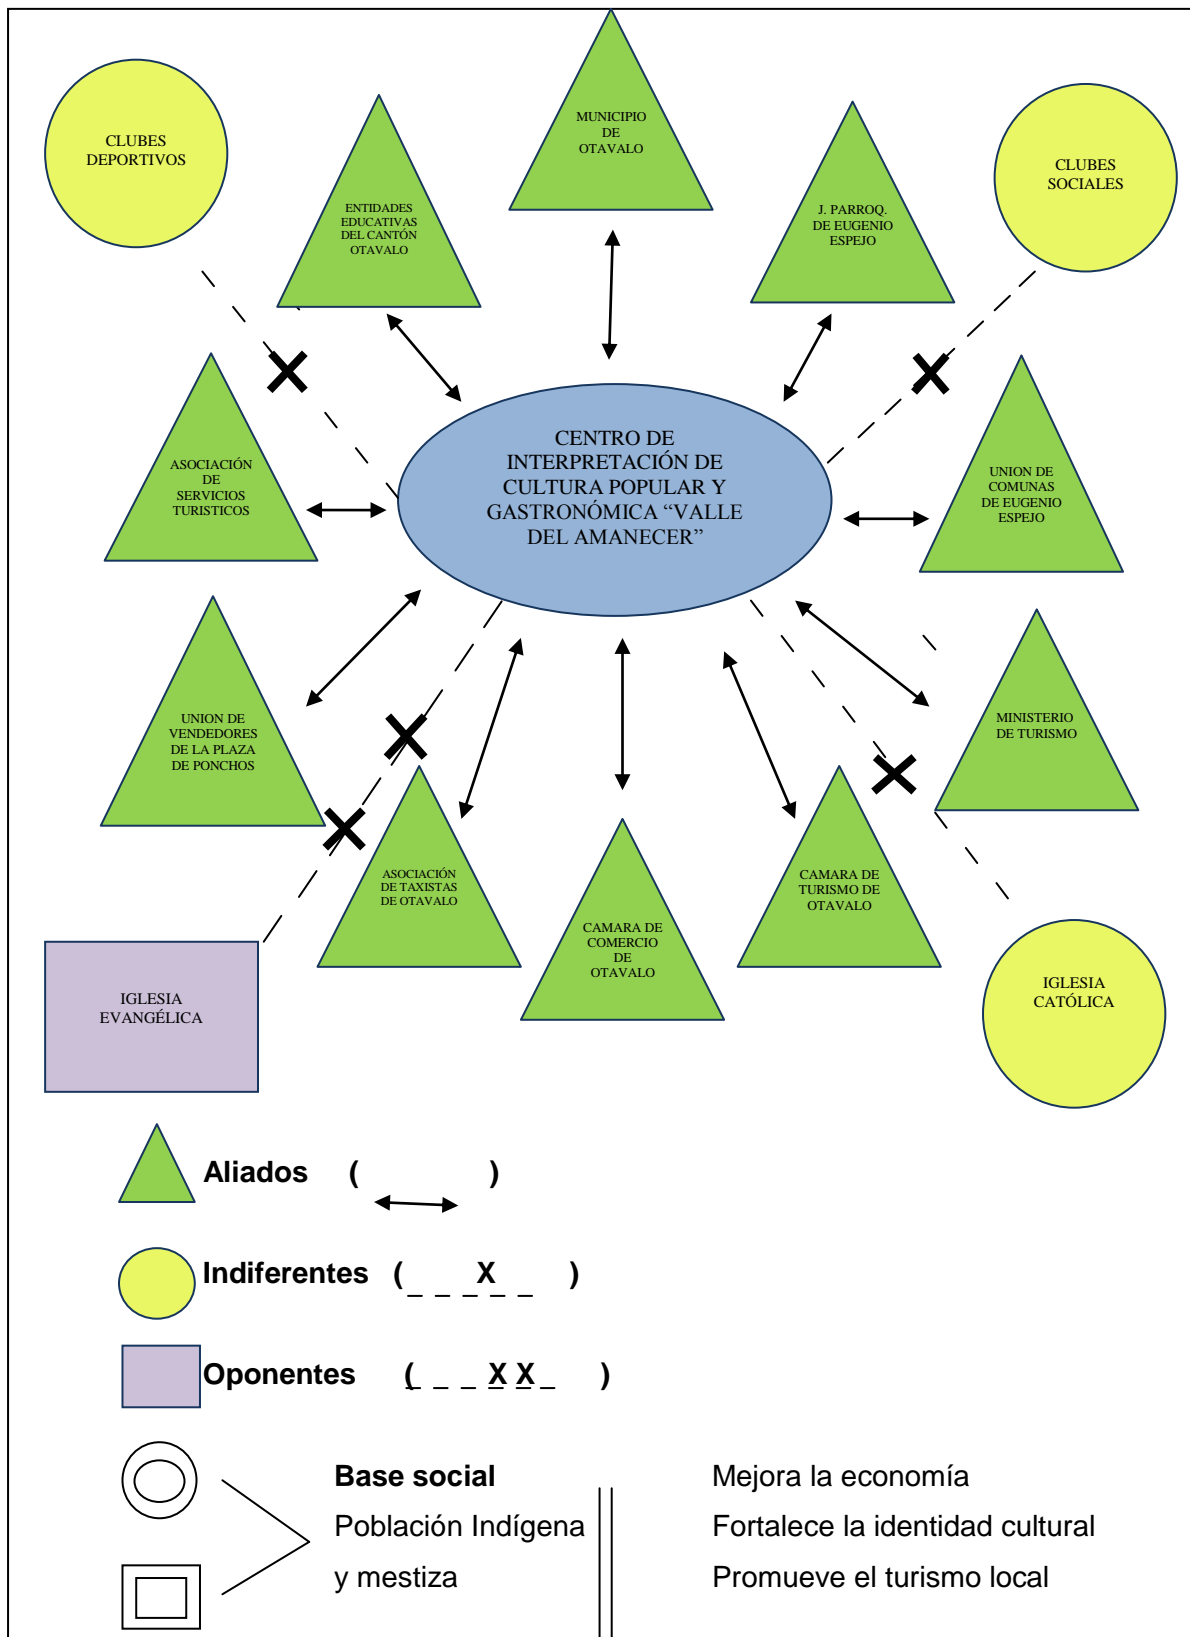 CLUBES
DEPORTIVOS
MUNICIPIO
DE
OTAVALO
CLUBES
SOCIALES
ENTIDADES
EDUCATIVAS
DEL CANTÓN
OTAVALO
J. PARROQ.
DE EUGENIO
ESPEJO
ASOCIACIÓN
DE
SERVICIOS
TURISTICOS
CENTRO DE
INTERPRETACIÓN DE
CULTURA POPULAR Y
GASTRONÓMICA “VALLE
DEL AMANECER”
UNION DE
COMUNAS
DE EUGENIO
ESPEJO
UNION DE
VENDEDORES
DE LA PLAZA
DE PONCHOS
MINISTERIO
DE TURISMO
ASOCIACIÓN
DE TAXISTAS
DE OTAVALO
CAMARA DE
COMERCIO
DE
OTAVALO
CAMARA DE
TURISMO DE
OTAVALO
IGLESIA
EVANGÉLICA
IGLESIA
CATÓLICA
Aliados ( )
Indiferentes ( _ _ X _ _ )
Oponentes ( _ _ X X _ )
Base social
Población Indígena
y mestiza
Mejora la economía
Fortalece la identidad cultural
Promueve el turismo local